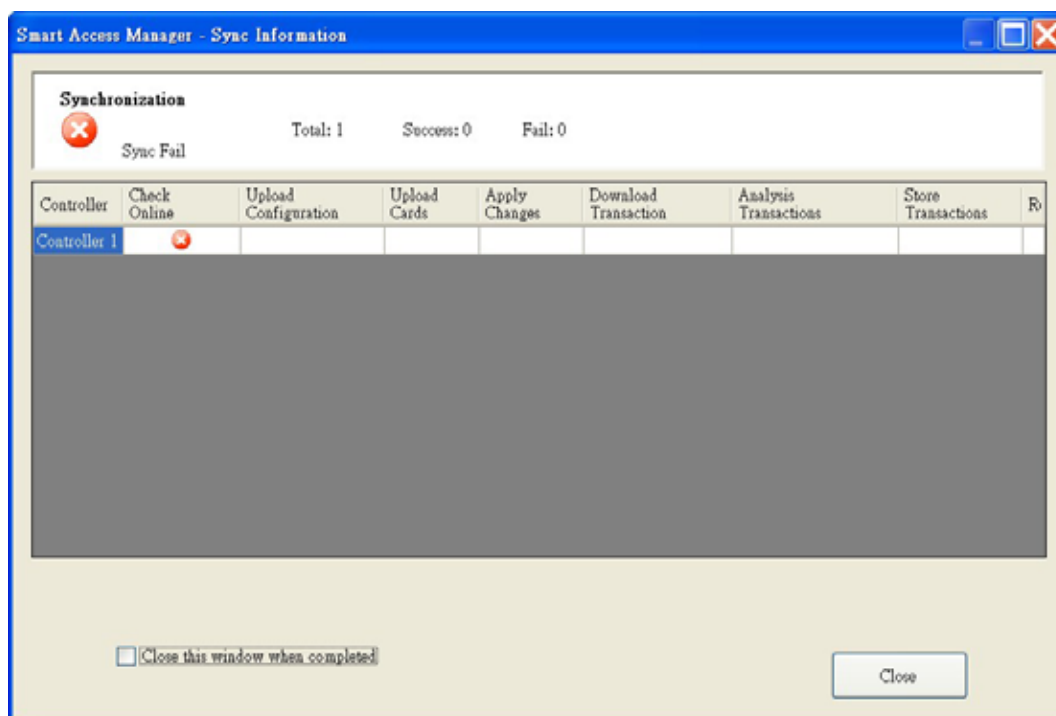 Smart Access Manager - Sync Information
Synchronization
Total: 1 Success: 0 Fail: 0
Sync Fail
Controller Check Online Upload Configuration Upload Cards Apply Changes Download Transaction Analysis Transactions Store Transactions
Controller 1
Close this window when completed
Close